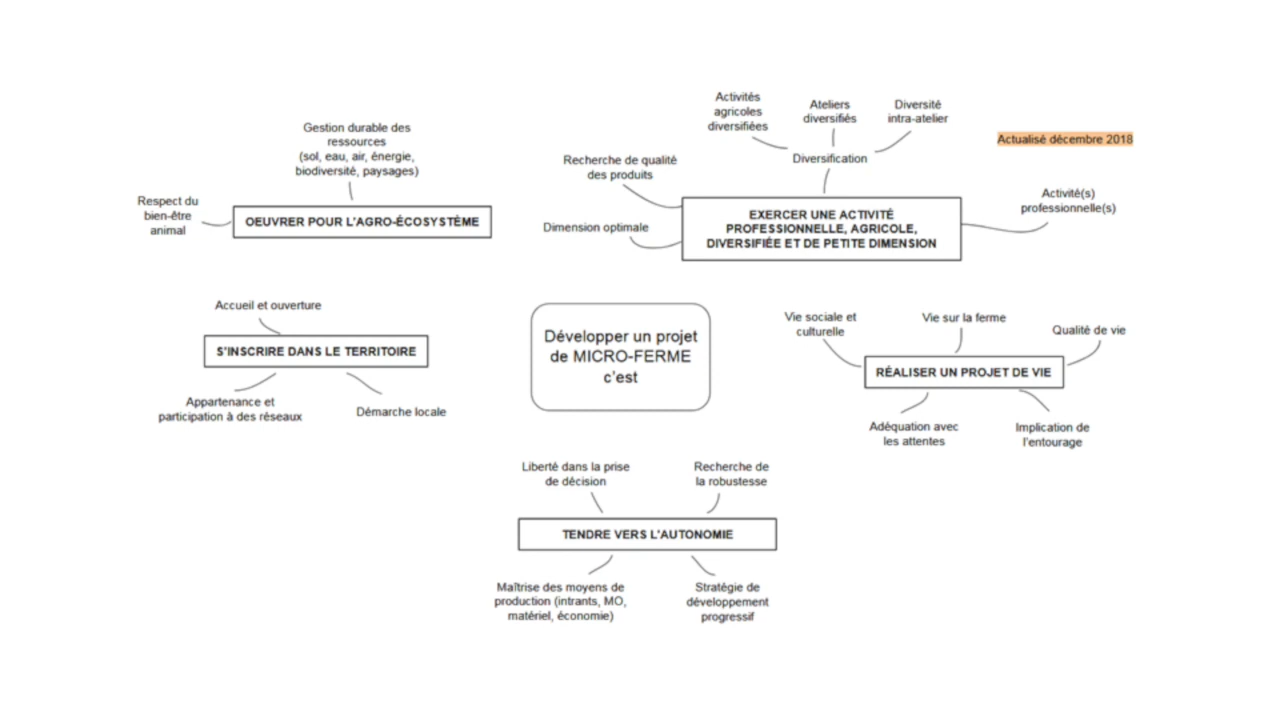 Activités
agricoles
diversifiées
Ateliers
diversifiés
Diversité
intra-atelier
Actualisé décembre 2018
Gestion durable des
ressources
(sol, eau, air, énergie,
biodiversité, paysages)
Recherche de qualité
des produits
Diversification
Respect du
bien-être
animal
OEUVRER POUR L'AGRO-ÉCOSYSTÈME
Dimension optimale
EXERCER UNE ACTIVITÉ
PROFESSIONNELLE, AGRICOLE,
DIVERSIFIÉE ET DE PETITE DIMENSION
Activité(s)
professionnelle(s)
Accueil et ouverture
S'INSCRIRE DANS LE TERRITOIRE
Appartenance et
participation à des réseaux
Démarche locale
Développer un projet
de MICRO-FERME
c'est
Vie sociale et
culturelle
Vie sur la ferme
Qualité de vie
RÉALISER UN PROJET DE VIE
Adéquation avec
les attentes
Implication de
l'entourage
Liberté dans la prise
de décision
Recherche de
la robustesse
TENDRE VERS L'AUTONOMIE
Maîtrise des moyens de
production (intrants, MO,
matériel, économie)
Stratégie de
développement
progressif